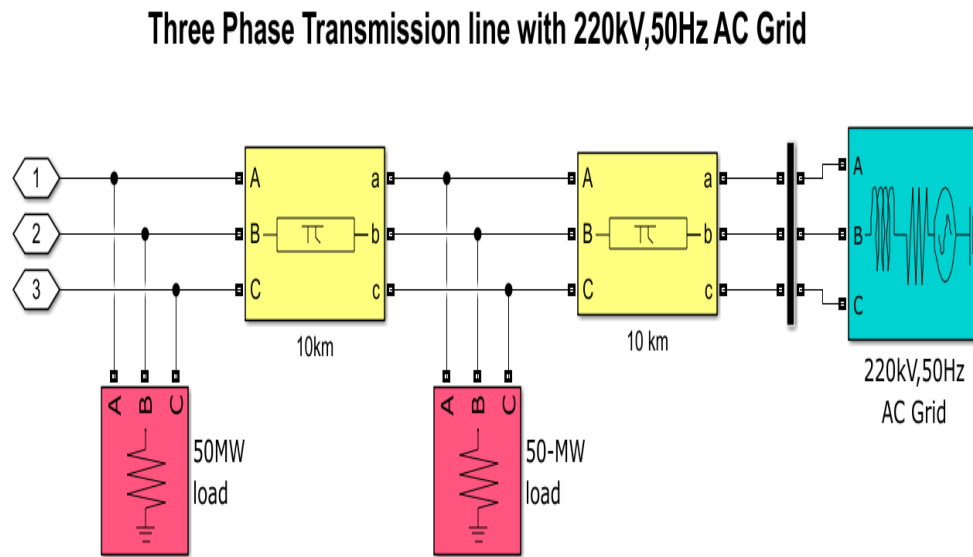 Three Phase Transmission line with 220kV,50Hz AC Grid
1
2
3
A
B
C
a
b
c
10km
A
B
C
a
b
c
10 km
A
B
C
220kV,50Hz
AC Grid
A B C
50MW
load
A B C
50-MW
load